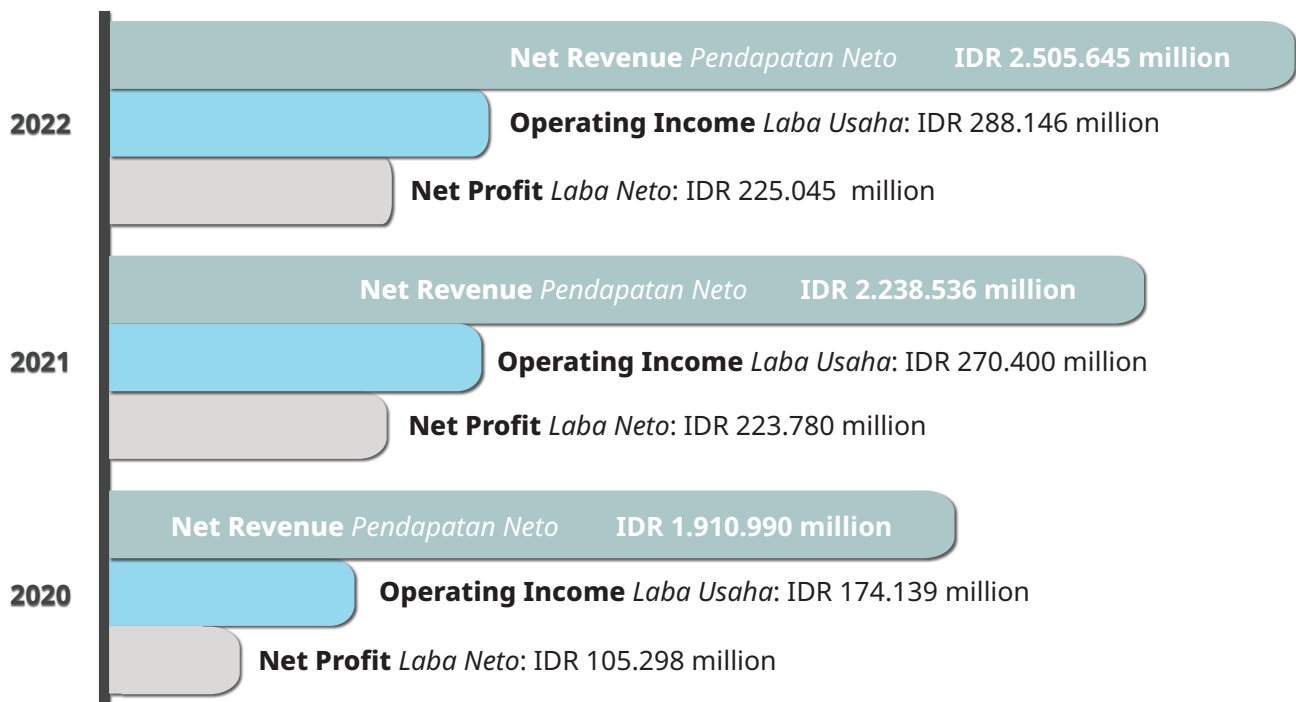 Net Revenue Pendapatan Neto IDR 2.505.645 million
2022
Operating Income Laba Usaha: IDR 288.146 million
Net Profit Laba Neto: IDR 225.045 million
Net Revenue Pendapatan Neto IDR 2.238.536 million
2021
Operating Income Laba Usaha: IDR 270.400 million
Net Profit Laba Neto: IDR 223.780 million
Net Revenue Pendapatan Neto IDR 1.910.990 million
2020
Operating Income Laba Usaha: IDR 174.139 million
Net Profit Laba Neto: IDR 105.298 million